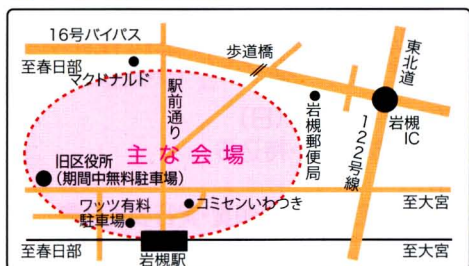 16号バイパス
至春日部
マクドナルド
駅前通り
歩道橋
東北道
岩槻
IC
岩槻郵便局
122号線
主な会場
旧区役所
(期間中無料駐車場)
ワッツ有料
駐車場
コミセンいわつき
至大宮
至春日部
岩槻駅
至大宮